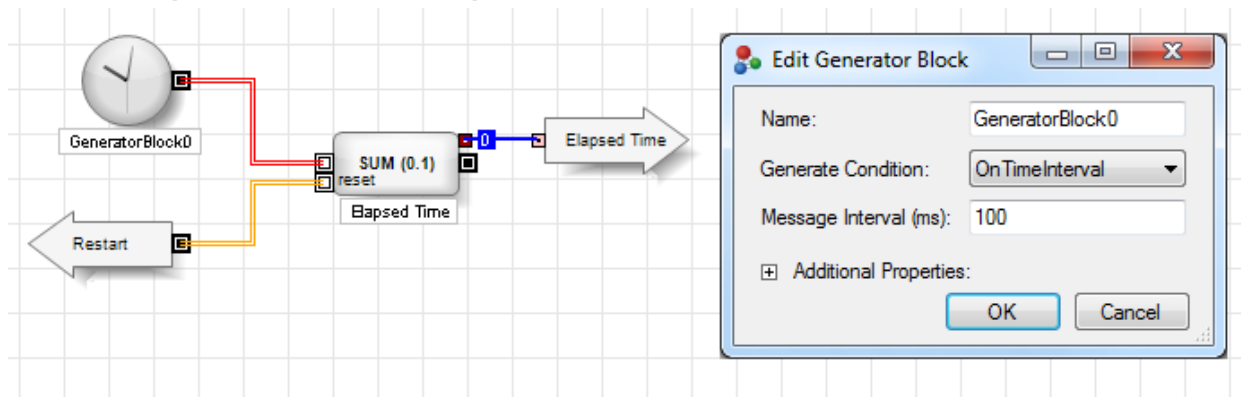 GeneratorBlock0
Restart
SUM (0.1)
reset
Elapsed Time
0
Elapsed Time
Edit Generator Block
Name: GeneratorBlock0
Generate Condition: OnTimeInterval
Message Interval (ms): 100
Additional Properties:
OK Cancel